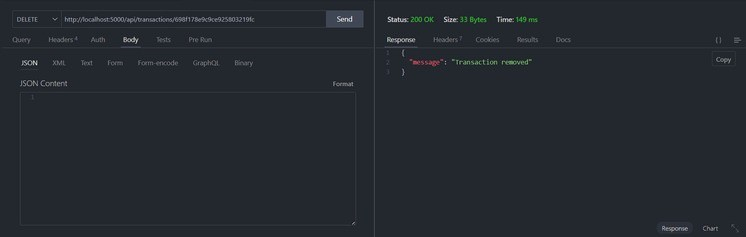 DELETE http://localhost:5000/api/transactions/698f178e9c9ce925803219fc Send
Query Headers 4 Auth Body Tests Pre Run
JSON XML Text Form Form-encode GraphQL Binary
JSON Content Format
1
Status: 200 OK Size: 33 Bytes Time: 149 ms
Response Headers 7 Cookies Results Docs {}
1 {
2 "message": "Transaction removed"
3 }
Copy
Response Chart